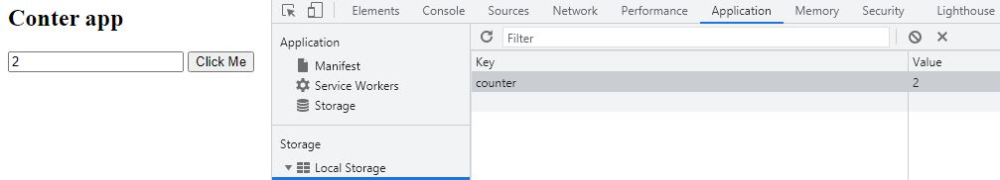 Conter app
2 Click Me
Elements Console Sources Network Performance Application Memory Security Lighthouse
Application
Manifest
Service Workers
Storage
Storage
Local Storage
Filter
Key Value
counter 2